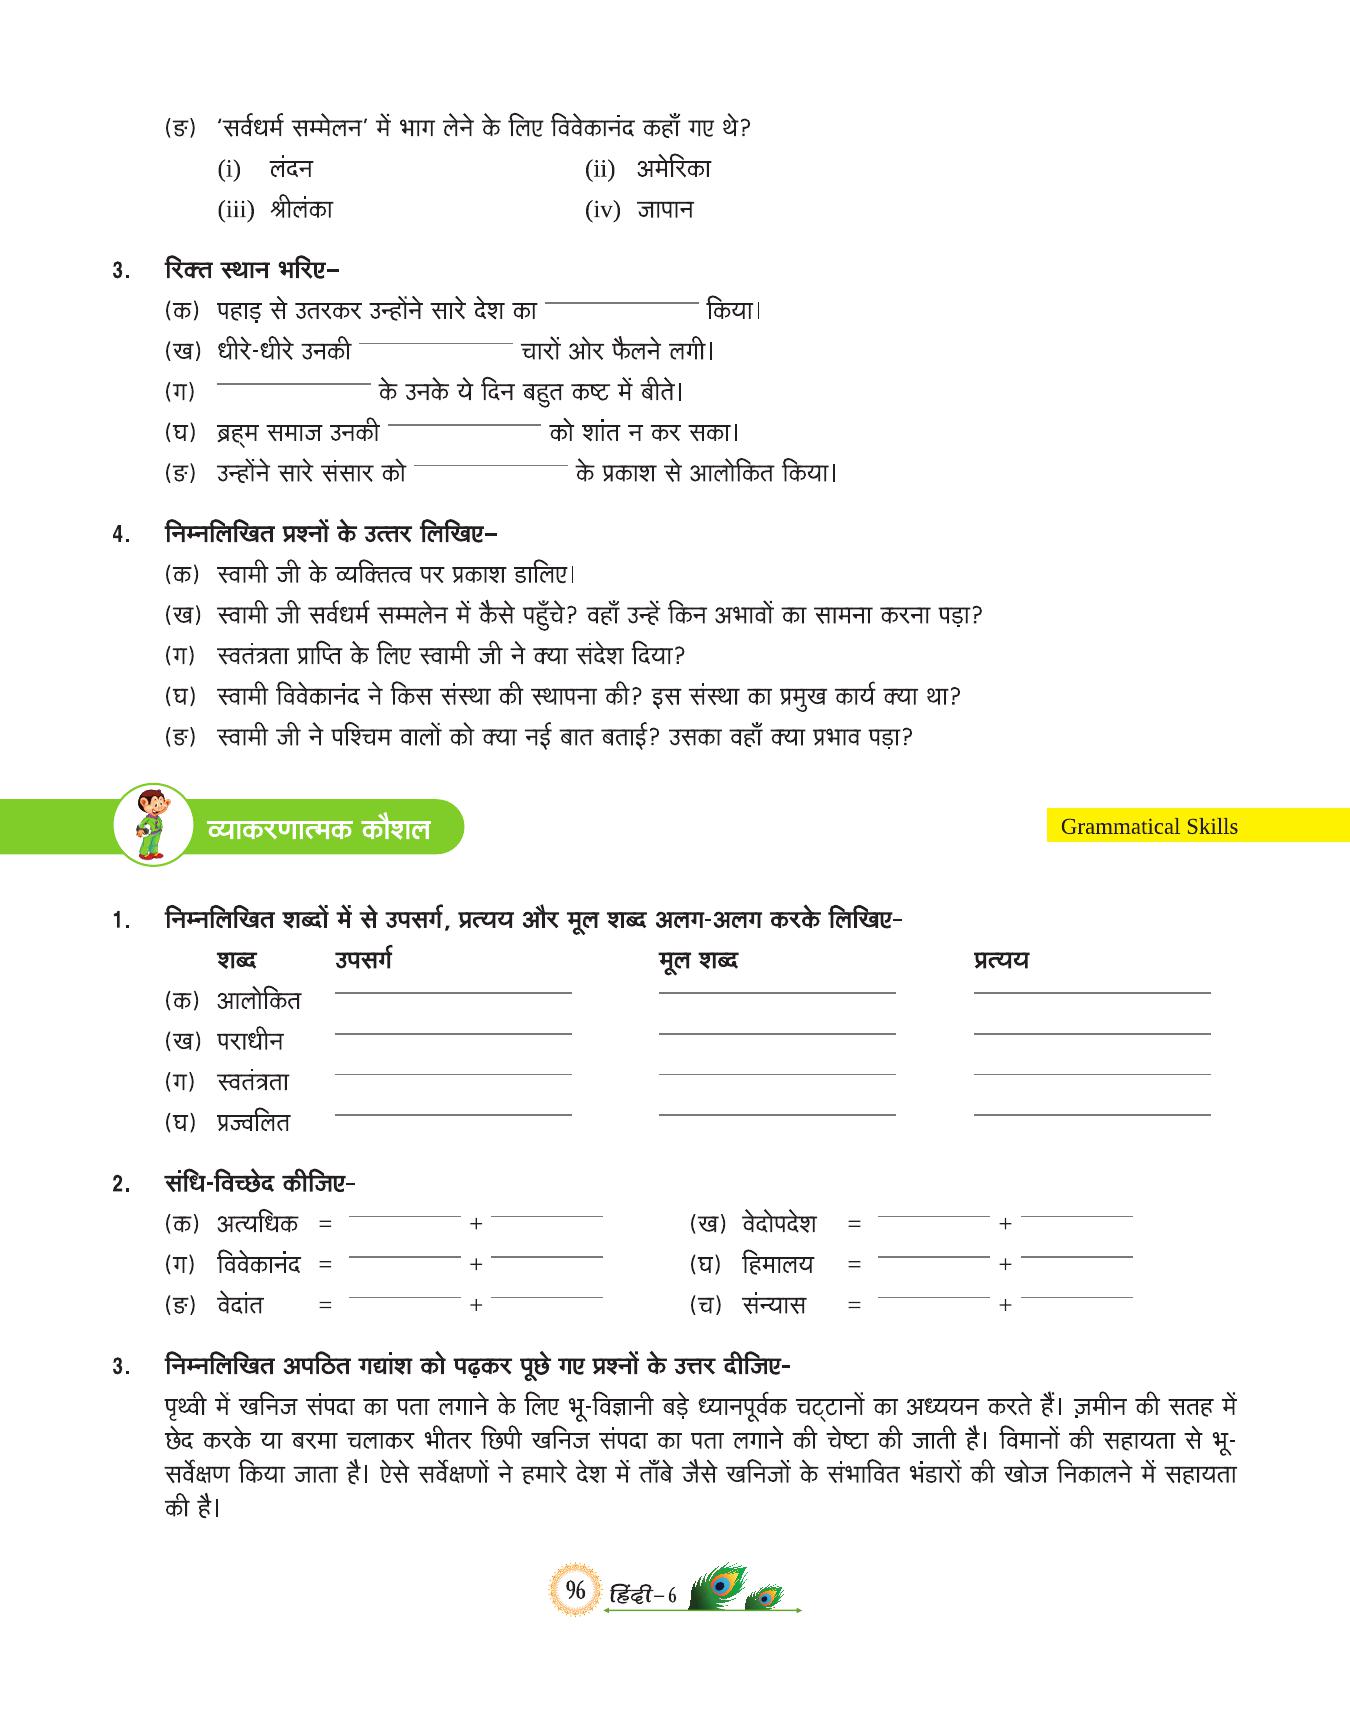 (ङ) ‘सर्वधर्म सम्मेलन’ में भाग लेने के लिए विवेकानंद कहाँ गए थे?
(i) लंदन (ii) अमेरिका
(iii) श्रीलंका (iv) जापान
3. रिक्त स्थान भरिए–
(क) पहाड़ से उतरकर उन्होंने सारे देश का ____________ किया।
(ख) धीरे-धीरे उनकी ____________ चारों ओर फैलने लगी।
(ग) ____________ के उनके ये दिन बहुत कष्ट में बीते।
(घ) ब्रह्म समाज उनकी ____________ को शांत न कर सका।
(ङ) उन्होंने सारे संसार को ____________ के प्रकाश से आलोकित किया।
4. निम्नलिखित प्रश्नों के उत्तर लिखिए–
(क) स्वामी जी के व्यक्तित्व पर प्रकाश डालिए।
(ख) स्वामी जी सर्वधर्म सम्मलेन में कैसे पहुँचे? वहाँ उन्हें किन अभावों का सामना करना पड़ा?
(ग) स्वतंत्रता प्राप्ति के लिए स्वामी जी ने क्या संदेश दिया?
(घ) स्वामी विवेकानंद ने किस संस्था की स्थापना की? इस संस्था का प्रमुख कार्य क्या था?
(ङ) स्वामी जी ने पश्चिम वालों को क्या नई बात बताई? उसका वहाँ क्या प्रभाव पड़ा?
व्याकरणात्मक कौशल
Grammatical Skills
1. निम्नलिखित शब्दों में से उपसर्ग, प्रत्यय और मूल शब्द अलग-अलग करके लिखिए–
शब्द उपसर्ग मूल शब्द प्रत्यय
(क) आलोकित ____________ ____________ ____________
(ख) पराधीन ____________ ____________ ____________
(ग) स्वतंत्रता ____________ ____________ ____________
(घ) प्रज्वलित ____________ ____________ ____________
2. संधि-विच्छेद कीजिए–
(क) अत्यधिक = ________ + ________ (ख) वेदोपदेश = ________ + ________
(ग) विवेकानंद = ________ + ________ (घ) हिमालय = ________ + ________
(ङ) वेदांत = ________ + ________ (च) संन्यास = ________ + ________
3. निम्नलिखित अपठित गद्यांश को पढ़कर पूछे गए प्रश्नों के उत्तर दीजिए–
पृथ्वी में खनिज संपदा का पता लगाने के लिए भू-विज्ञानी बड़े ध्यानपूर्वक चट्टानों का अध्ययन करते हैं। ज़मीन की सतह में
छेद करके या बरमा चलाकर भीतर छिपी खनिज संपदा का पता लगाने की चेष्टा की जाती है। विमानों की सहायता से भू-
सर्वेक्षण किया जाता है। ऐसे सर्वेक्षणों ने हमारे देश में ताँबे जैसे खनिजों के संभावित भंडारों की खोज निकालने में सहायता
की है।
96 हिंदी–6